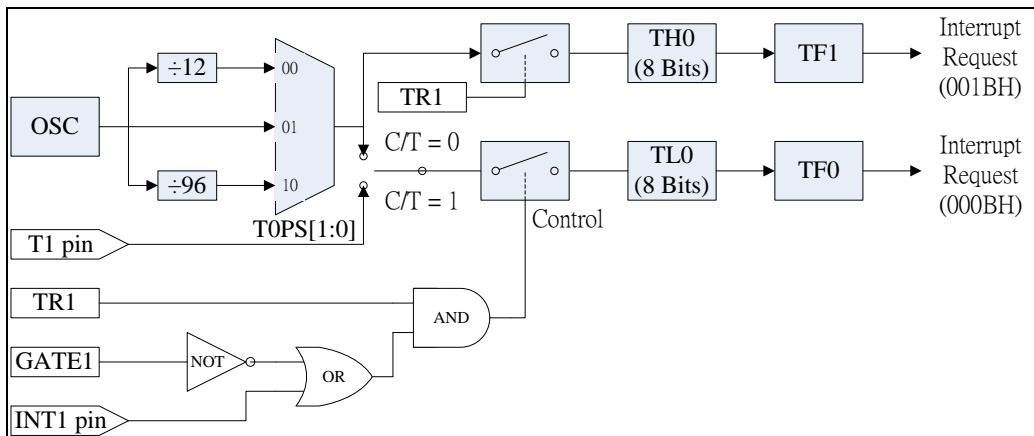 OSC
÷12
÷96
00
01
10
T0PS[1:0]
TR1
C/T = 0
C/T = 1
TH0
(8 Bits)
TF1
Interrupt
Request
(001BH)
TL0
(8 Bits)
TF0
Interrupt
Request
(000BH)
Control
T1 pin
TR1
GATE1
INT1 pin
NOT
OR
AND